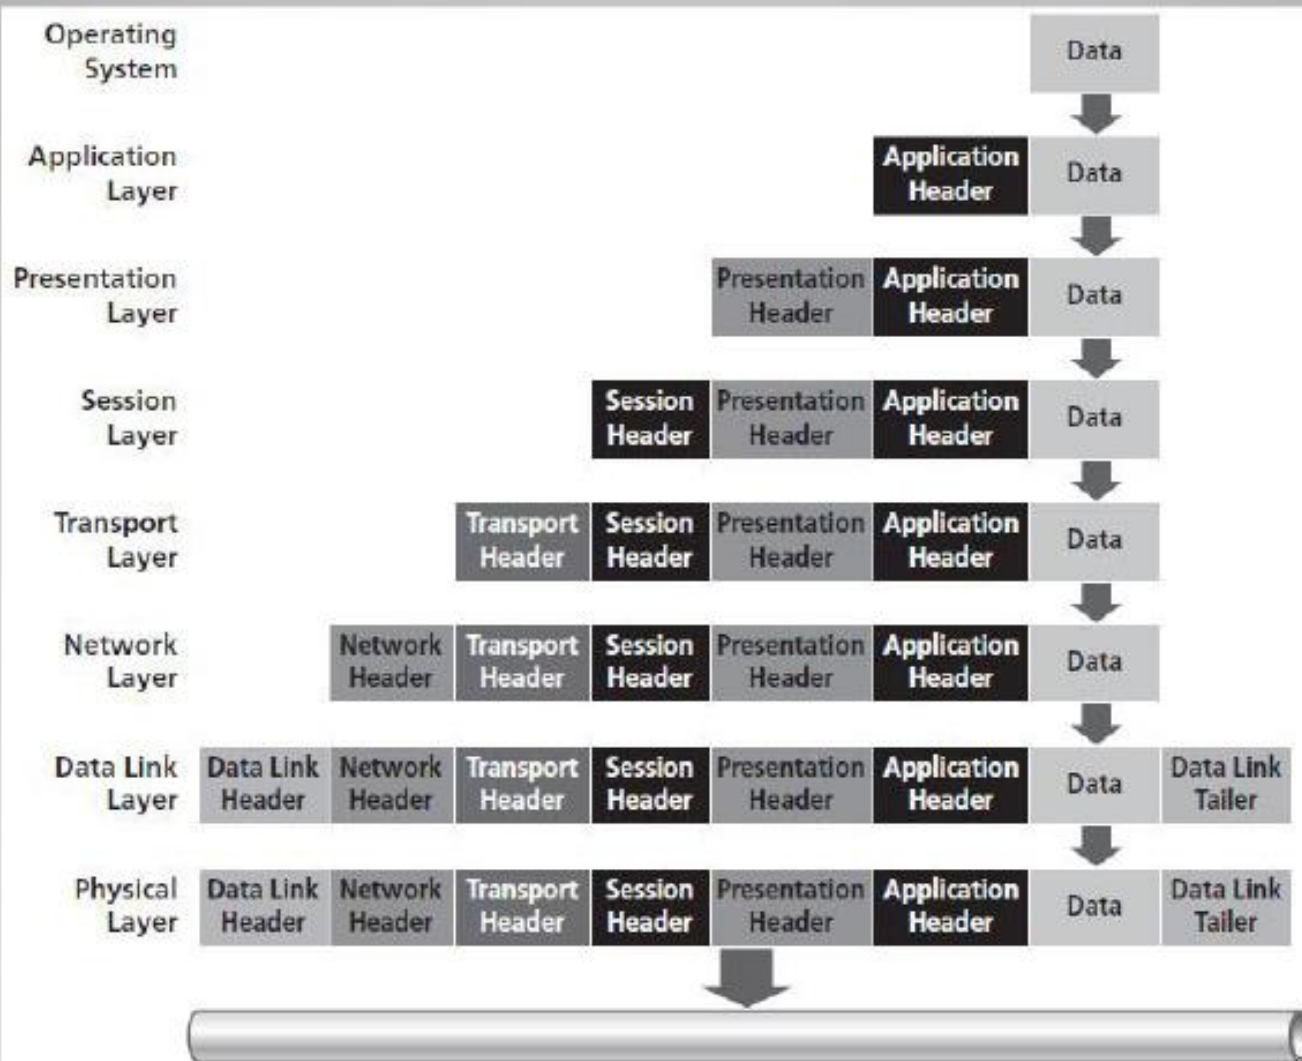 Operating
System
Data
Application
Layer
Application
Header
Data
Presentation
Layer
Presentation
Header
Application
Header
Data
Session
Layer
Session
Header
Presentation
Header
Application
Header
Data
Transport
Layer
Transport
Header
Session
Header
Presentation
Header
Application
Header
Data
Network
Layer
Network
Header
Transport
Header
Session
Header
Presentation
Header
Application
Header
Data
Data Link
Layer
Data Link
Header
Network
Header
Transport
Header
Session
Header
Presentation
Header
Application
Header
Data
Data Link
Tailer
Physical
Layer
Data Link
Header
Network
Header
Transport
Header
Session
Header
Presentation
Header
Application
Header
Data
Data Link
Tailer